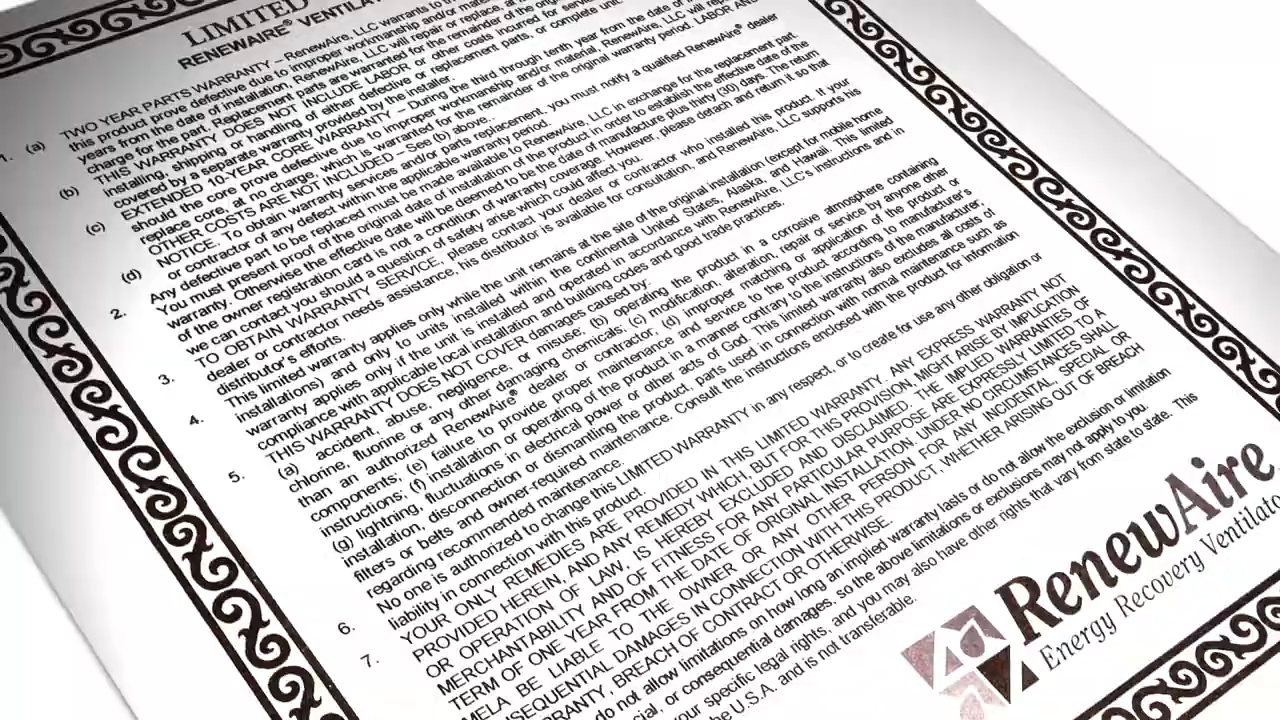 LIMITED
RENEWAIRE® VENTILA
1. (a) TWO YEAR PARTS WARRANTY – RenewAire, LLC warrants to the
this product prove defective due to improper workmanship and/or material
years from the date of installation, RenewAire, LLC will repair or replace, at
charge for the part. Replacement parts are warranted for the remainder of the original
THIS WARRANTY DOES NOT INCLUDE LABOR or other costs incurred for
installing, shipping or handling of either defective or replacement parts, or complete unit
covered by a separate warranty provided by the installer.
(b) EXTENDED 10-YEAR CORE WARRANTY – During the third through tenth year from the date of
should the core prove defective due to improper workmanship and/or material, RenewAire, LLC will
replace core, at no charge, which is warranted for the remainder of the original warranty period. LABOR AND
OTHER COSTS ARE NOT INCLUDED – See (b) above.
(c) NOTICE. To obtain warranty services and/or parts replacement, you must notify a qualified RenewAire® dealer
or contractor of any defect within the applicable warranty period.
Any defective part to be replaced must be made available to RenewAire, LLC in exchange for the replacement part.
(d) You must present proof of the original date of installation of the product in order to establish the effective date of the
warranty. Otherwise the effective date will be deemed to be the date of manufacture plus thirty (30) days. The return
of the owner registration card is not a condition of warranty coverage. However, please detach and return it so that
we can contact you should a question of safety arise which could affect you.
2. TO OBTAIN WARRANTY SERVICE, please contact your dealer or contractor who installed this product. If your
dealer or contractor needs assistance, his distributor is available for consultation, and RenewAire, LLC supports his
distributor's efforts.
3. This limited warranty applies only while the unit remains at the site of the original installation (except for mobile home
installations) and only to units installed within the continental United States, Alaska, and Hawaii. This limited
warranty applies only if the unit is installed and operated in accordance with RenewAire, LLC's instructions and in
compliance with applicable local installation and building codes and good trade practices.
4. THIS WARRANTY DOES NOT COVER damages caused by:
(a) accident, abuse, negligence, or misuse; (b) operating the product in a corrosive atmosphere containing
chlorine, fluorine or any other damaging chemicals; (c) modification, alteration, repair or service by anyone other
than an authorized RenewAire® dealer or contractor; (d) improper matching or application of the product or
components; (e) failure to provide proper maintenance and service to the product according to manufacturer's
instructions; (f) installation or operating of the product in a manner contrary to the instructions of the manufacturer;
(g) lightning, fluctuations in electrical power or other acts of God. This limited warranty also excludes all costs of
installation, disconnection or dismantling the product, parts used in connection with normal maintenance such as
filters or belts and owner-required maintenance. Consult the instructions enclosed with the product for information
regarding recommended maintenance.
5. No one is authorized to change this LIMITED WARRANTY in any respect, or to create for use any other obligation or
liability in connection with this product.
6. YOUR ONLY REMEDIES ARE PROVIDED IN THIS LIMITED WARRANTY. ANY EXPRESS WARRANTY NOT
PROVIDED HEREIN, AND ANY REMEDY WHICH, BUT FOR THIS PROVISION MIGHT ARISE BY IMPLICATION
OR OPERATION OF LAW, IS HEREBY EXCLUDED AND DISCLAIMED. THE IMPLIED WARRANTIES OF
MERCHANTABILITY AND OF FITNESS FOR ANY PARTICULAR PURPOSE ARE EXPRESSLY LIMITED TO A
TERM OF ONE YEAR FROM THE DATE OF ORIGINAL INSTALLATION. UNDER NO CIRCUMSTANCES SHALL
MELA BE LIABLE TO THE OWNER OR ANY OTHER PERSON FOR ANY INCIDENTAL, SPECIAL OR
SEQUENTIAL DAMAGES IN CONNECTION WITH THIS PRODUCT, WHETHER ARISING OUT OF BREACH
RRANTY, BREACH OF CONTRACT OR OTHERWISE.
7. do not allow limitations on how long an implied warranty lasts or do not allow the exclusion or limitation
ial, or consequential damages, so the above limitations or exclusions may not apply to you.
your specific legal rights, and you may also have other rights that vary from state to state. This
he U.S.A. and is not transferable.
RenewAire
Energy Recovery Ventilato